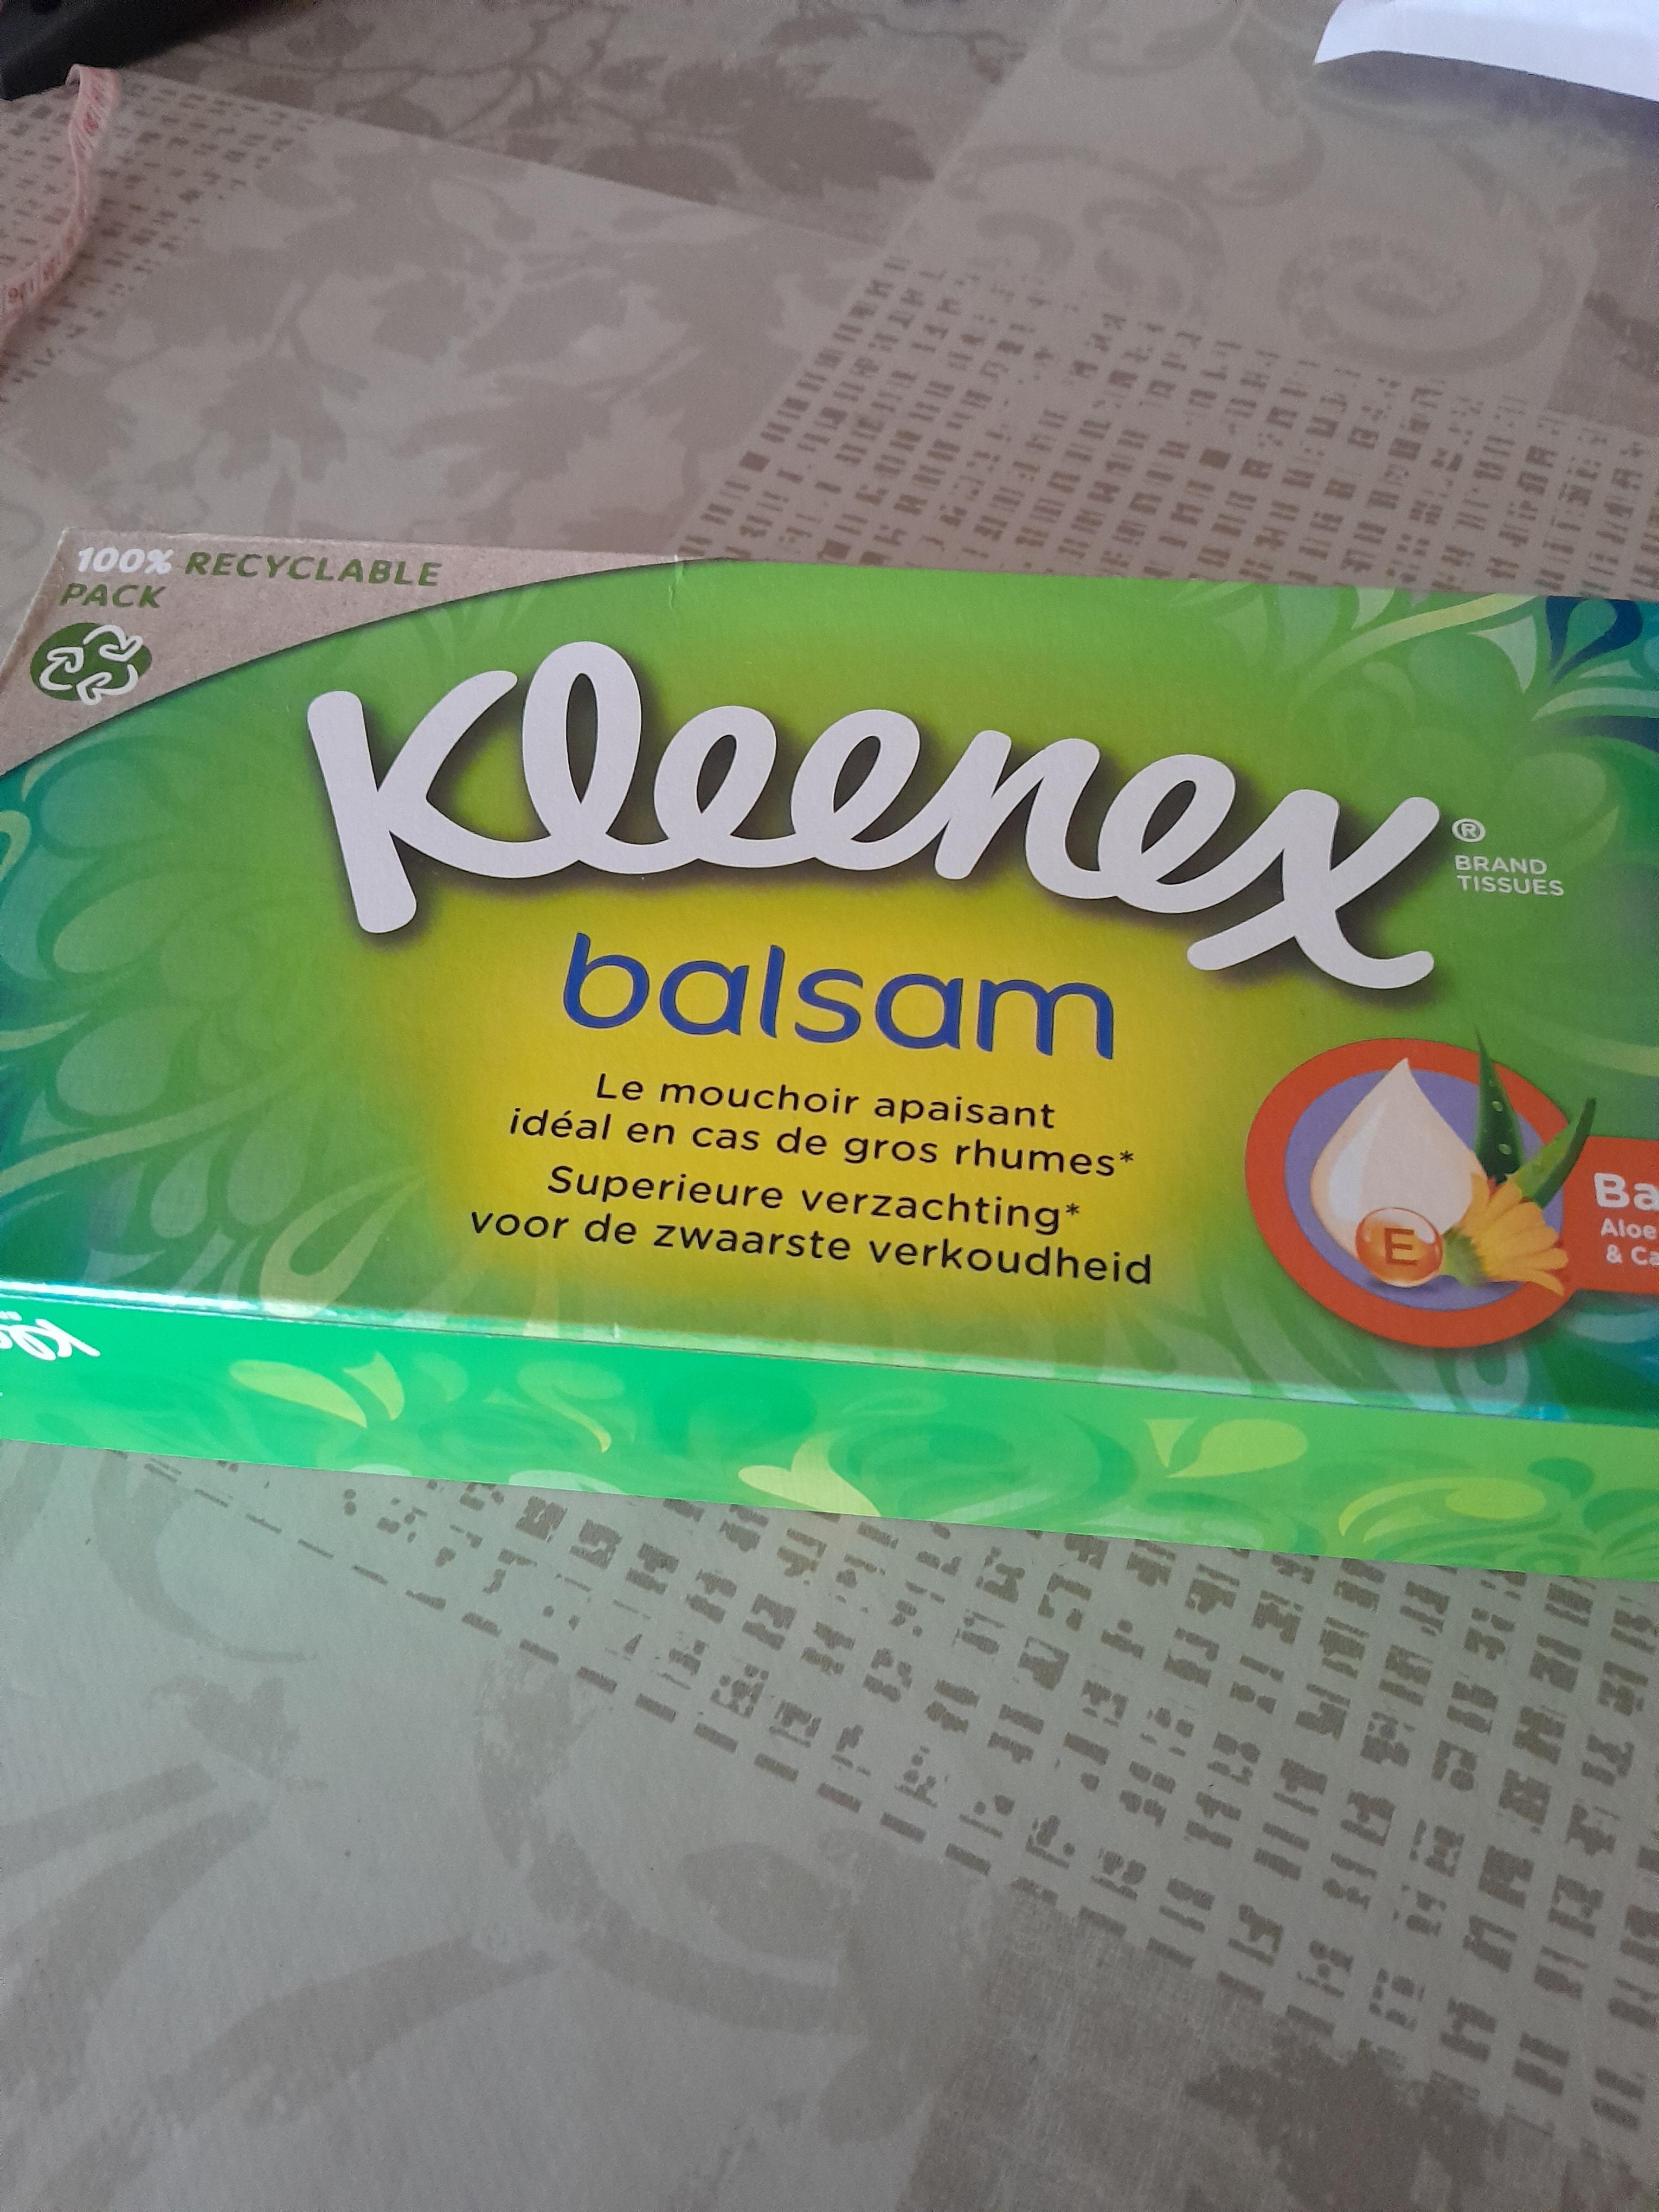 100% RECYCLABLE
PACK
Kleenex®
BRAND
TISSUES
balsam
Le mouchoir apaisant
idéal en cas de gros rhumes*
Superieure verzachting*
voor de zwaarste verkoudheid
E
Aloe
&